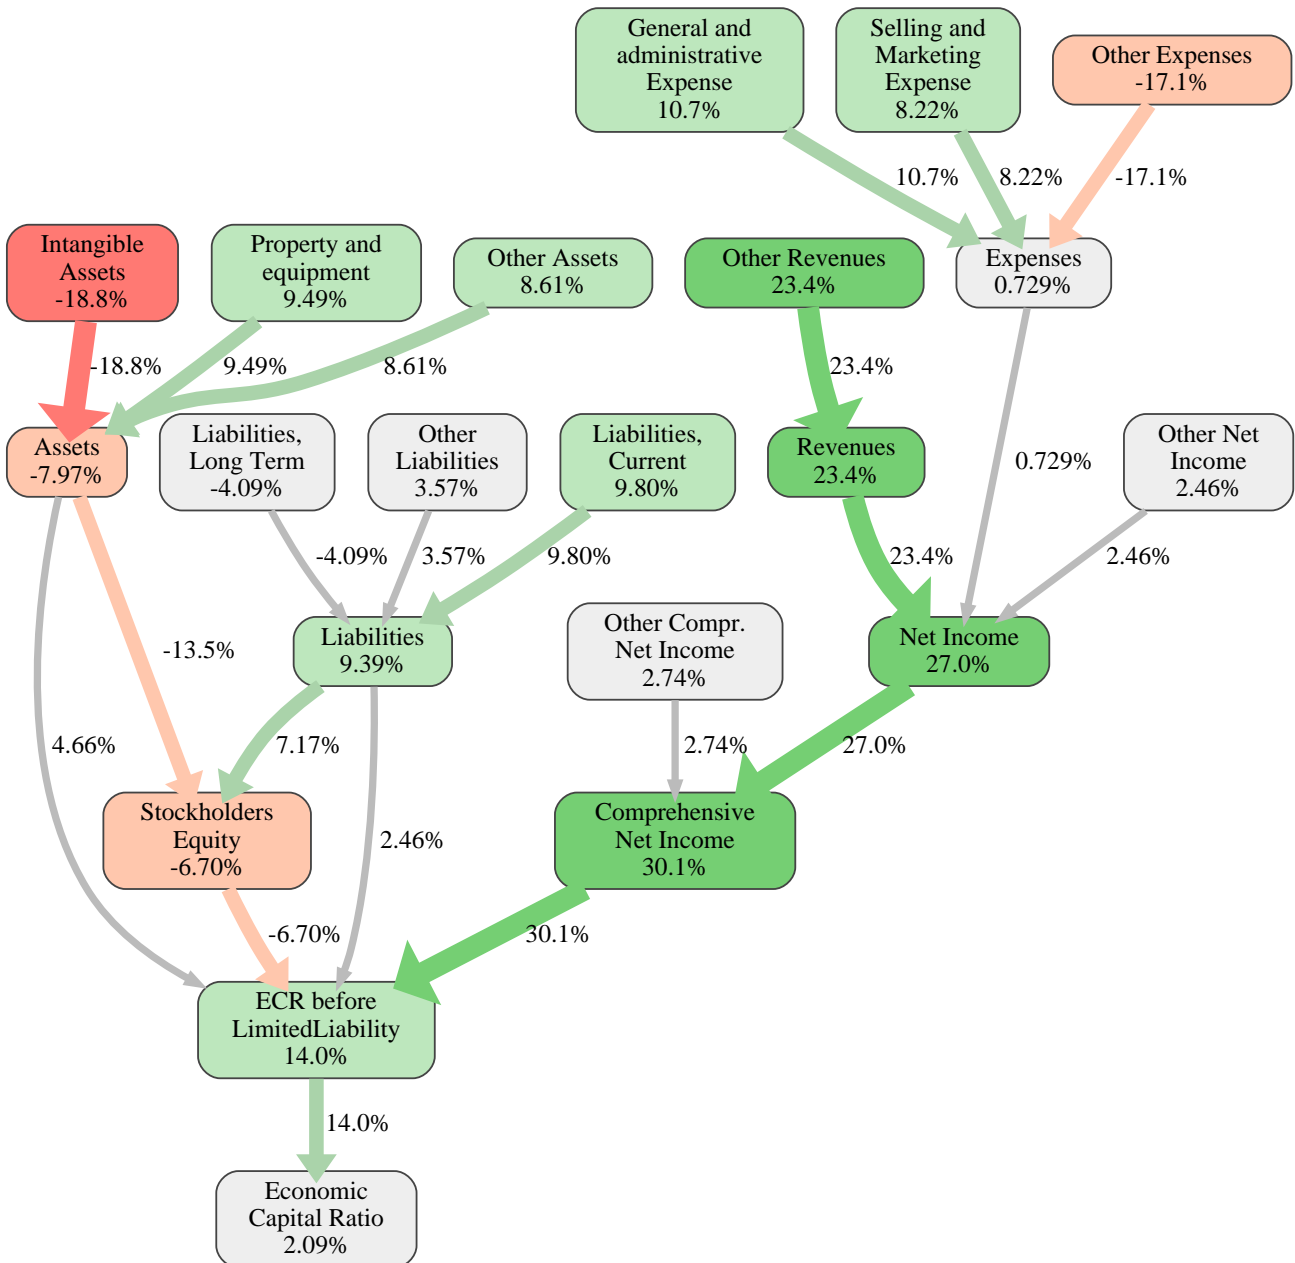 General and
administrative
Expense
10.7%
Selling and
Marketing
Expense
8.22%
Other Expenses
-17.1%
10.7%
8.22%
-17.1%
Intangible
Assets
-18.8%
Property and
equipment
9.49%
Other Assets
8.61%
Other Revenues
23.4%
Expenses
0.729%
-18.8%
9.49%
8.61%
23.4%
Assets
-7.97%
Liabilities,
Long Term
-4.09%
Other
Liabilities
3.57%
Liabilities,
Current
9.80%
Revenues
23.4%
0.729%
Other Net
Income
2.46%
-4.09%
3.57%
9.80%
23.4%
2.46%
-13.5%
Liabilities
9.39%
Other Compr.
Net Income
2.74%
Net Income
27.0%
4.66%
7.17%
2.74%
27.0%
Stockholders
Equity
-6.70%
2.46%
Comprehensive
Net Income
30.1%
-6.70%
30.1%
ECR before
LimitedLiability
14.0%
14.0%
Economic
Capital Ratio
2.09%